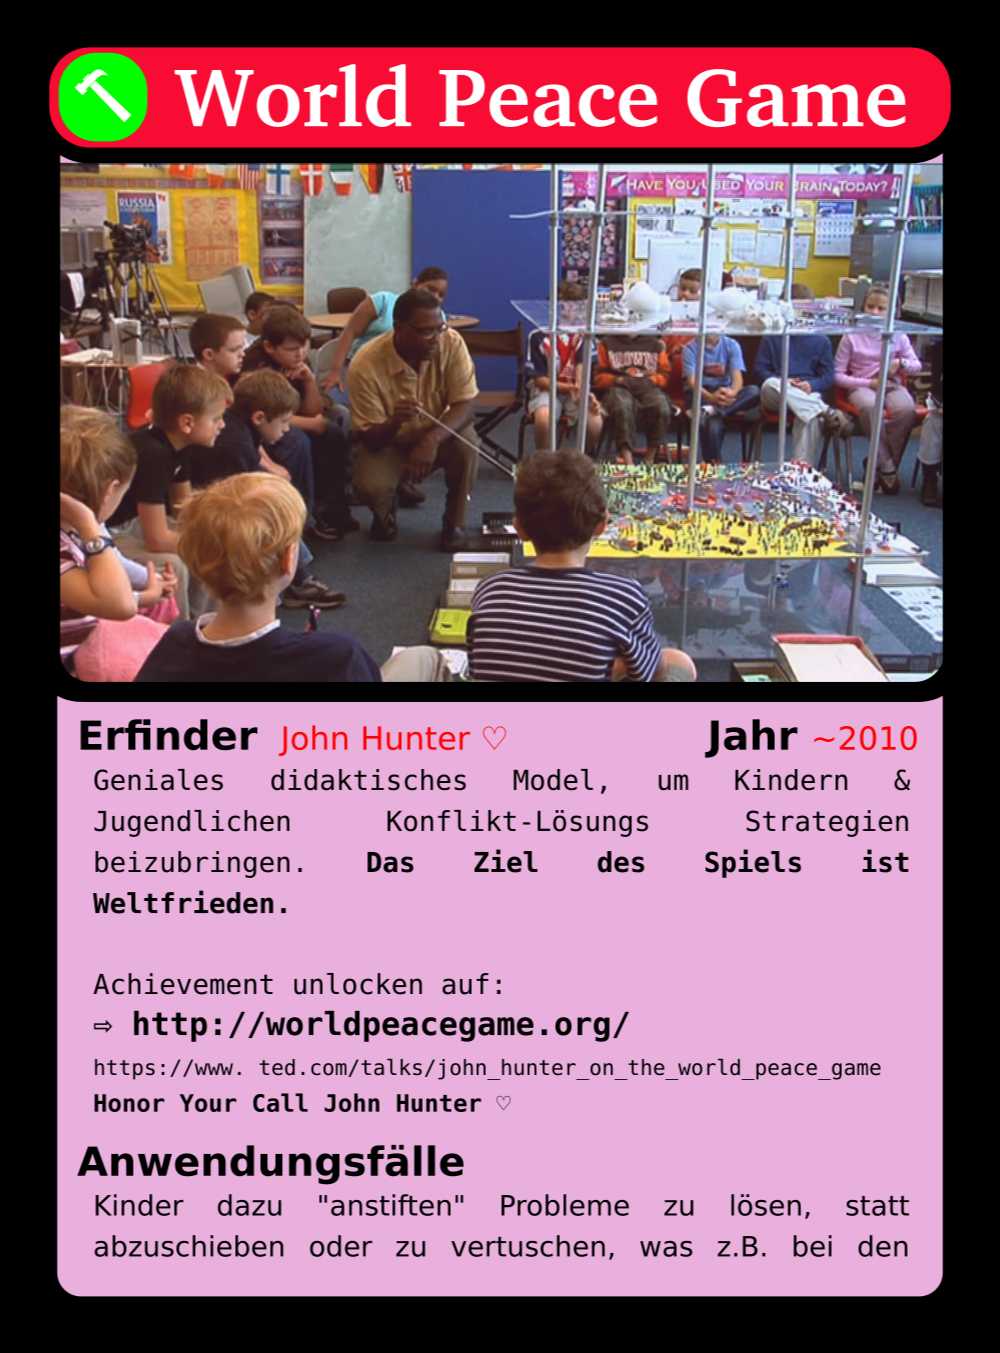 World Peace Game
RUSSIA
HAVE YOU USED YOUR BRAIN TODAY?
Erfinder John Hunter ♡ Jahr ~2010
Geniales didaktisches Model, um Kindern &
Jugendlichen Konflikt-Lösungs Strategien
beizubringen. Das Ziel des Spiels ist
Weltfrieden.
Achievement unlocken auf:
⇨ http://worldpeacegame.org/
https://www. ted.com/talks/john_hunter_on_the_world_peace_game
Honor Your Call John Hunter ♡
Anwendungsfälle
Kinder dazu "anstiften" Probleme zu lösen, statt
abzuschieben oder zu vertuschen, was z.B. bei den